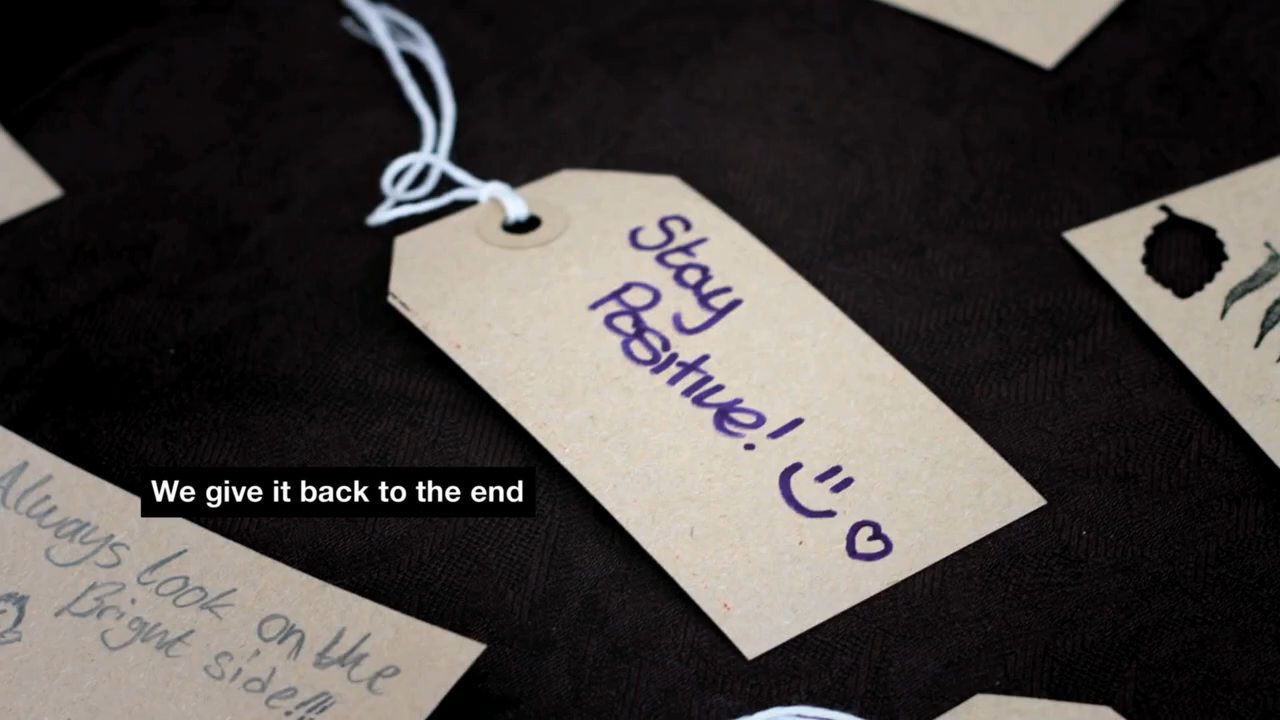 Stay
Positive!
We give it back to the end
Always look on the
Bright side!!!